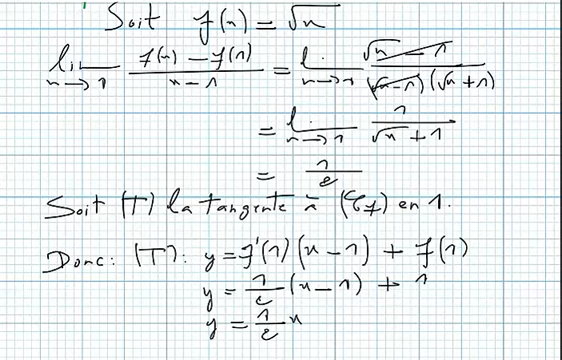 Soit f(x) = √x
lim x→1 (f(x) − f(1))/(x − 1) = lim x→1 (√x − 1)/((√x − 1)(√x + 1))
= lim x→1 1/(√x + 1)
= 1/2
Soit (T) la tangente à (𝒞f) en 1.
Donc: (T): y = f'(1)(x − 1) + f(1)
y = 1/2 (x − 1) + 1
y = 1/2 x